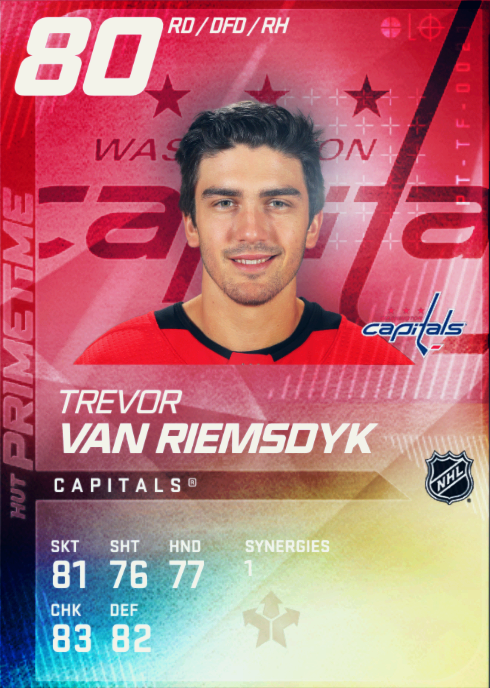 80
RD / DFD / RH
WASHINGTON
capitals
capitals
HUT PRIMETIME
TREVOR
VAN RIEMSDYK
CAPITALS®
NHL
SKT SHT HND SYNERGIES
81 76 77 1
CHK DEF
83 82